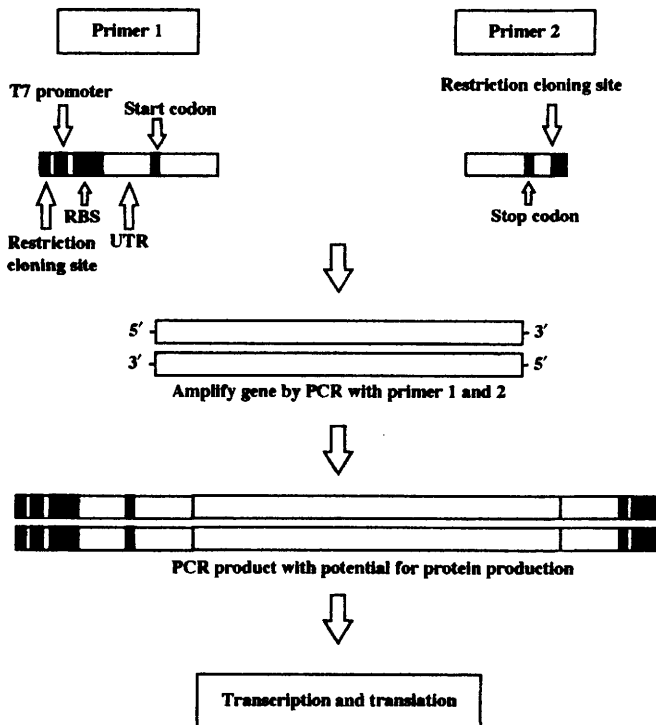 Primer 1
Primer 2
T7 promoter
Start codon
Restriction cloning site
RBS
UTR
Restriction
cloning site
Stop codon
5′
3′
3′
5′
Amplify gene by PCR with primer 1 and 2
PCR product with potential for protein production
Transcription and translation